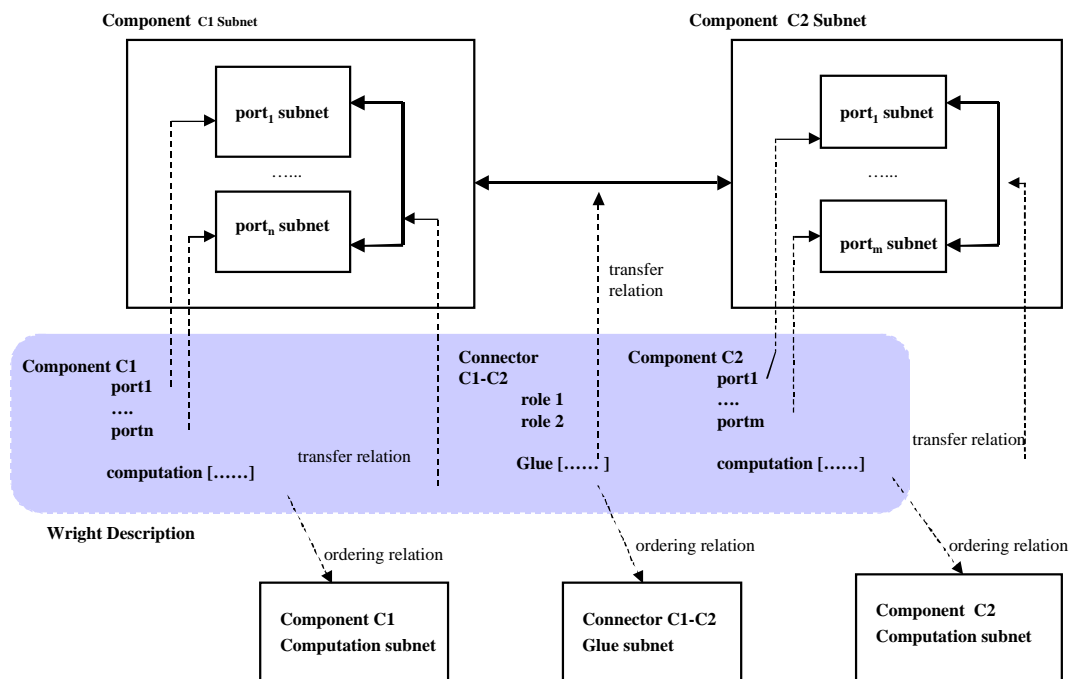 Component C1 Subnet
Component C2 Subnet
port1 subnet
…...
portn subnet
port1 subnet
…...
portm subnet
transfer
relation
Component C1
port1
….
portn
computation [……]
transfer relation
Connector
C1-C2
role 1
role 2
Glue […… ]
Component C2
port1
….
portm
computation [……]
transfer relation
Wright Description
ordering relation
ordering relation
ordering relation
Component C1
Computation subnet
Connector C1-C2
Glue subnet
Component C2
Computation subnet